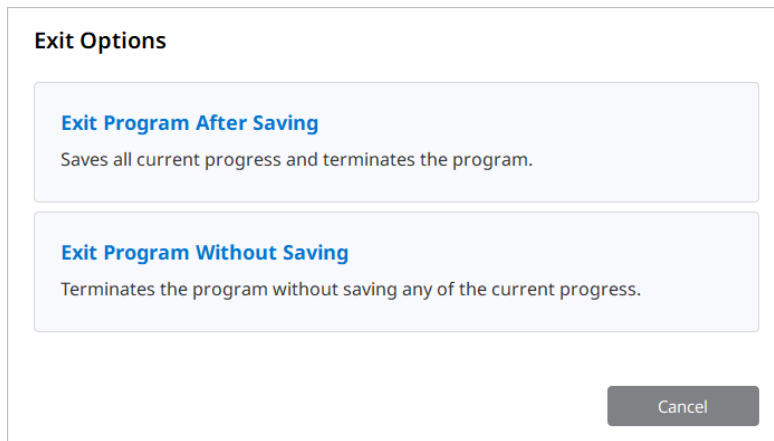 Exit Options
Exit Program After Saving
Saves all current progress and terminates the program.
Exit Program Without Saving
Terminates the program without saving any of the current progress.
Cancel